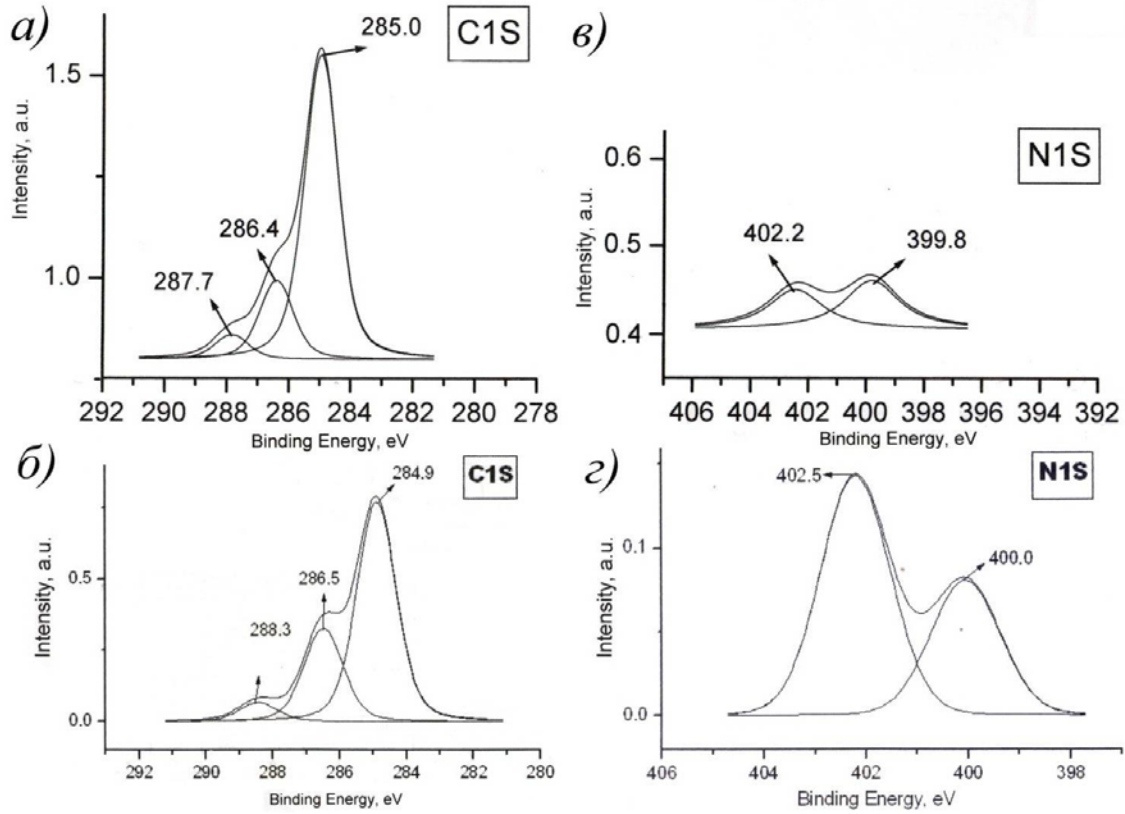 а)
C1S
285.0
286.4
287.7
1.5
1.0
Intensity, a.u.
292 290 288 286 284 282 280 278
Binding Energy, eV
в)
N1S
402.2
399.8
0.6
0.5
0.4
Intensity, a.u.
406 404 402 400 398 396 394 392
Binding Energy, eV
б)
C1S
284.9
286.5
288.3
0.5
0.0
Intensity, a.u.
292 290 288 286 284 282 280
Binding Energy, eV
г)
N1S
402.5
400.0
0.1
0.0
Intensity, a.u.
406 404 402 400 398
Binding Energy, eV